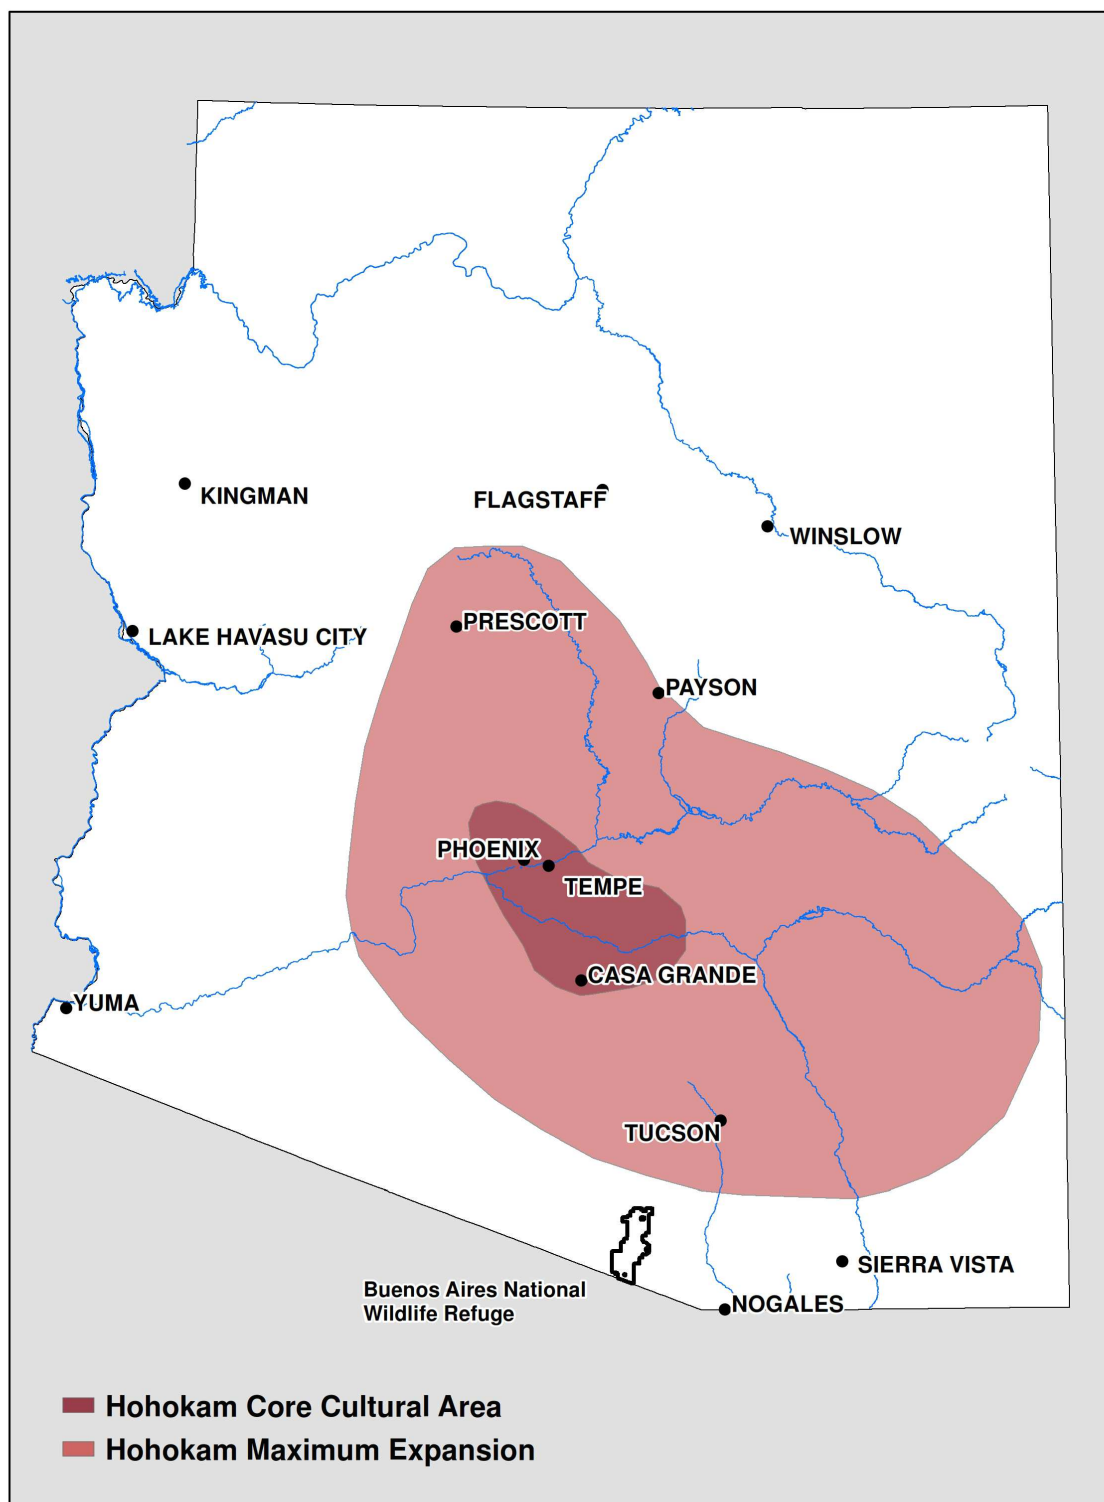 KINGMAN
FLAGSTAFF
WINSLOW
PRESCOTT
LAKE HAVASU CITY
PAYSON
PHOENIX
TEMPE
CASA GRANDE
YUMA
TUCSON
SIERRA VISTA
Buenos Aires National
Wildlife Refuge
NOGALES
Hohokam Core Cultural Area
Hohokam Maximum Expansion